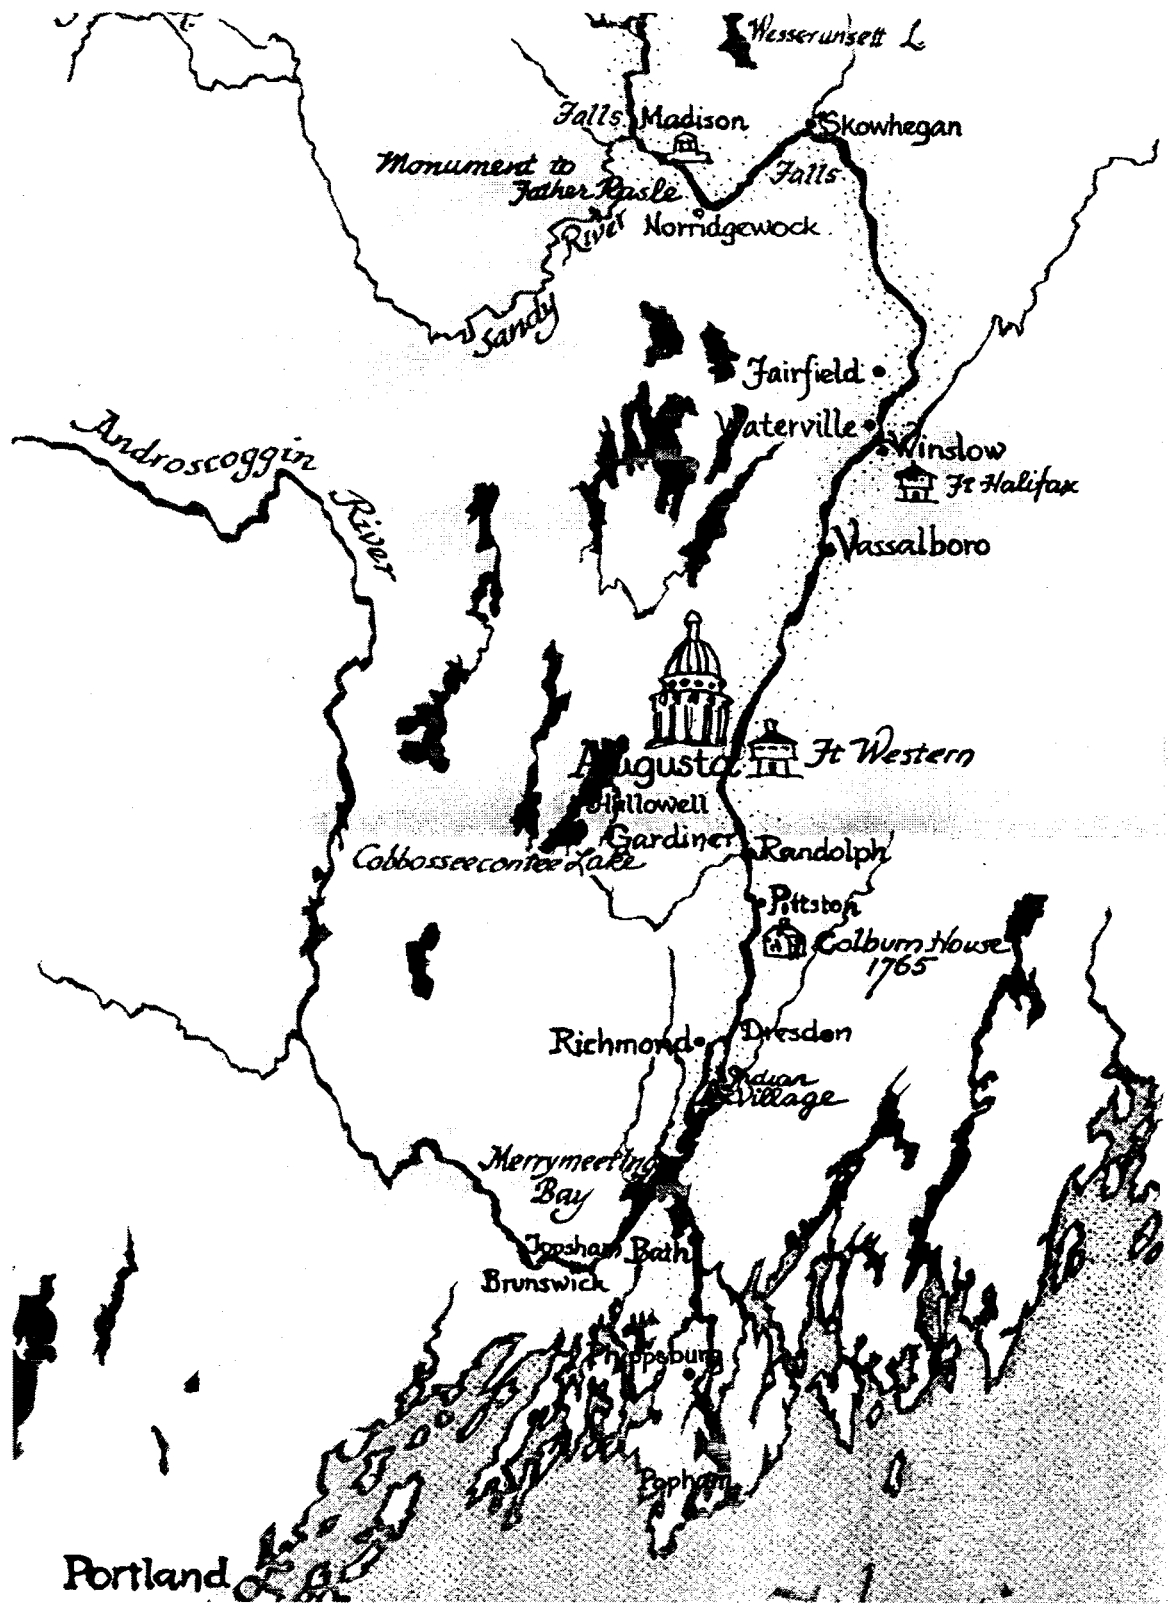 Wesserunsett L.
Falls
Madison
Skowhegan
Monument to
Father Rasle
Falls
River
Norridgewock
Sandy
Fairfield
Waterville
Androscoggin
Winslow
Ft Halifax
River
Vassalboro
Augusta
Ft Western
Hallowell
Gardiner
Randolph
Cobbosseecontee Lake
Pittston
Colburn House
1765
Richmond
Dresden
Indian
Village
Merrymeeting
Bay
Topsham
Bath
Brunswick
Phippsburg
Popham
Portland